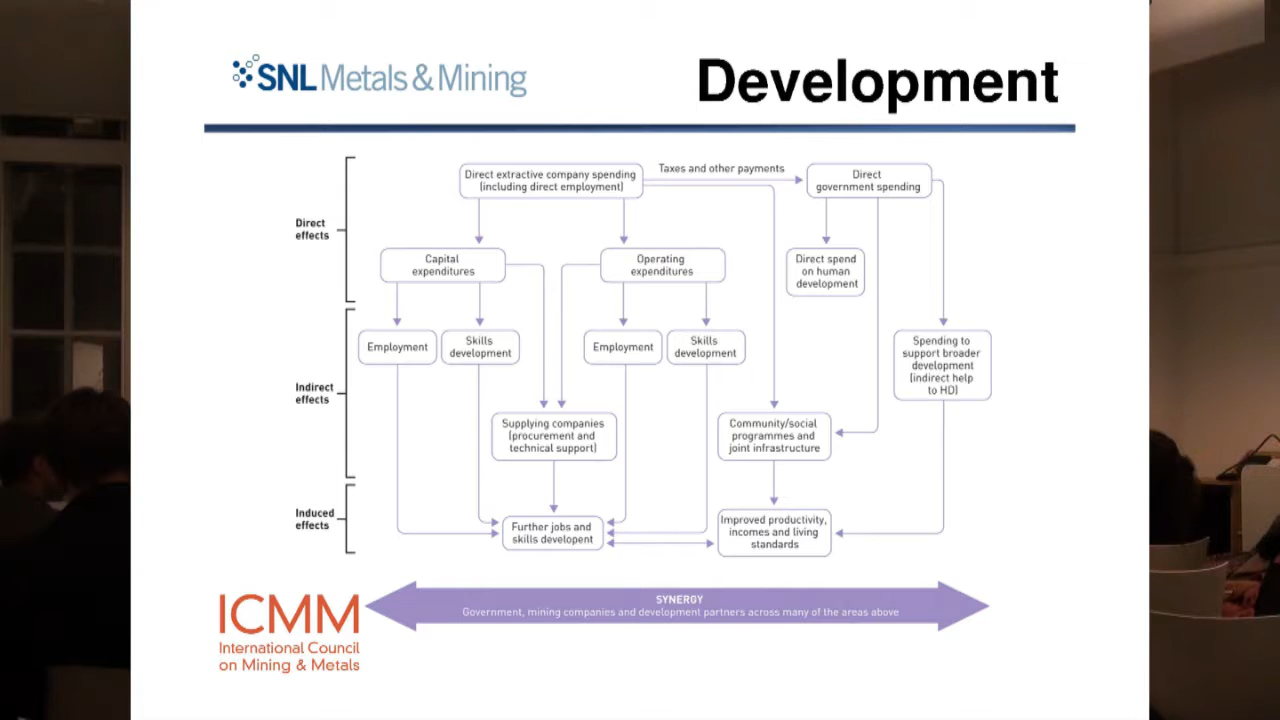 SNL Metals & Mining
Development
Direct extractive company spending
(including direct employment)
Taxes and other payments
Direct
government spending
Direct
effects
Capital
expenditures
Operating
expenditures
Direct spend
on human
development
Employment
Skills
development
Employment
Skills
development
Spending to
support broader
development
(indirect help
to HD)
Indirect
effects
Supplying companies
(procurement and
technical support)
Community/social
programmes and
joint infrastructure
Induced
effects
Further jobs and
skills developent
Improved productivity,
incomes and living
standards
SYNERGY
Government, mining companies and development partners across many of the areas above
ICMM
International Council
on Mining & Metals